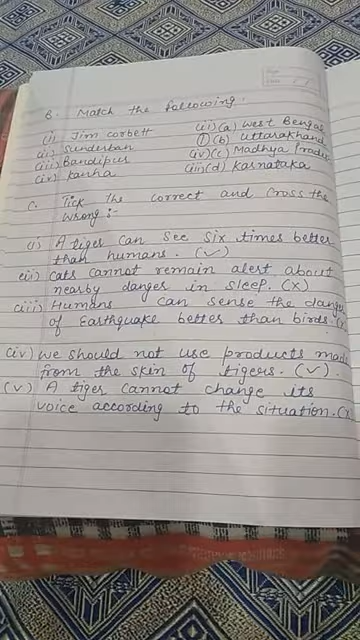 B. Match the following:
(i) Jim corbett (ii) (a) West Bengal
(ii) Sunderban (i) (b) uttarakhand
(iii) Bandipur (iv) (c) Madhya Prades
(iv) Kanha (iii) (d) Karnataka
C. Tick the correct and cross the
wrong :-
(i) A tiger can see six times better
than humans. (✓)
(ii) Cats cannot remain alert about
nearby danger in sleep. (X)
(iii) Humans can sense the dange
of Earthquake better than birds. (X
(iv) we should not use products made
from the skin of tigers. (✓).
(V) A tiger cannot change its
voice according to the situation. (X